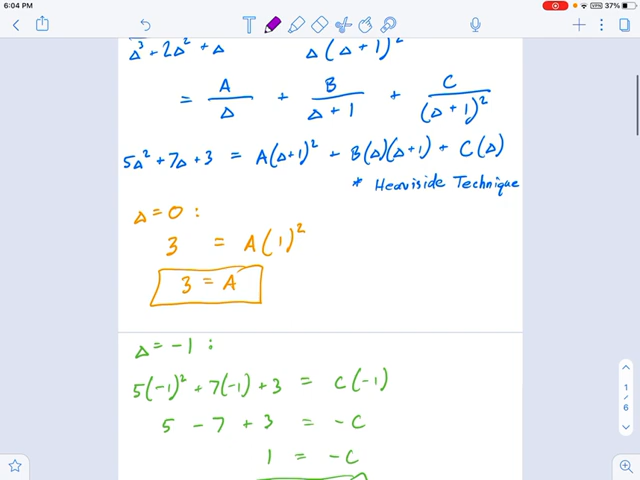 6:04 PM
37%
Δ³ + 2Δ² + Δ    Δ(Δ+1)²
= A/Δ + B/(Δ+1) + C/(Δ+1)²
5Δ² + 7Δ + 3 = A(Δ+1)² + B(Δ)(Δ+1) + C(Δ)
* Heaviside Technique
Δ = 0 :
3 = A(1)²
3 = A
Δ = -1 :
5(-1)² + 7(-1) + 3 = C(-1)
5 - 7 + 3 = -C
1 = -C
1
/
6